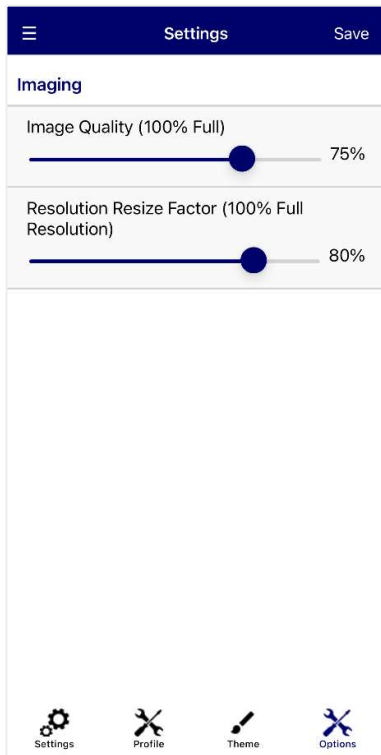 Settings
Save
Imaging
Image Quality (100% Full)
75%
Resolution Resize Factor (100% Full
Resolution)
80%
Settings
Profile
Theme
Options